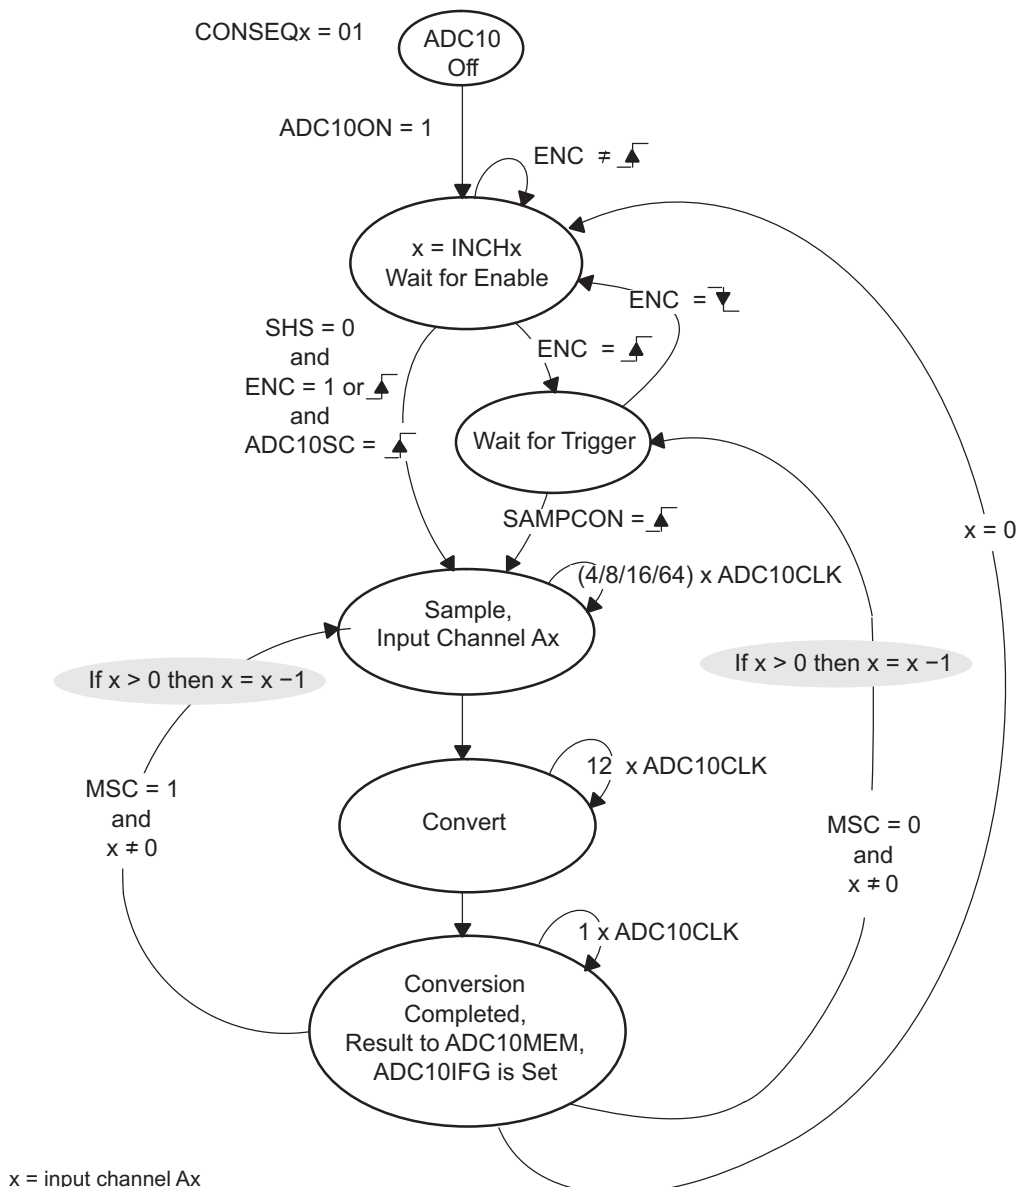 CONSEQx = 01
ADC10
Off
ADC10ON = 1
ENC ≠
x = INCHx
Wait for Enable
ENC =
SHS = 0
and
ENC = 1 or
and
ADC10SC =
ENC =
Wait for Trigger
SAMPCON =
x = 0
(4/8/16/64) x ADC10CLK
Sample,
Input Channel Ax
If x > 0 then x = x −1
If x > 0 then x = x −1
12 x ADC10CLK
MSC = 1
and
x ≠ 0
Convert
MSC = 0
and
x ≠ 0
1 x ADC10CLK
Conversion
Completed,
Result to ADC10MEM,
ADC10IFG is Set
x = input channel Ax